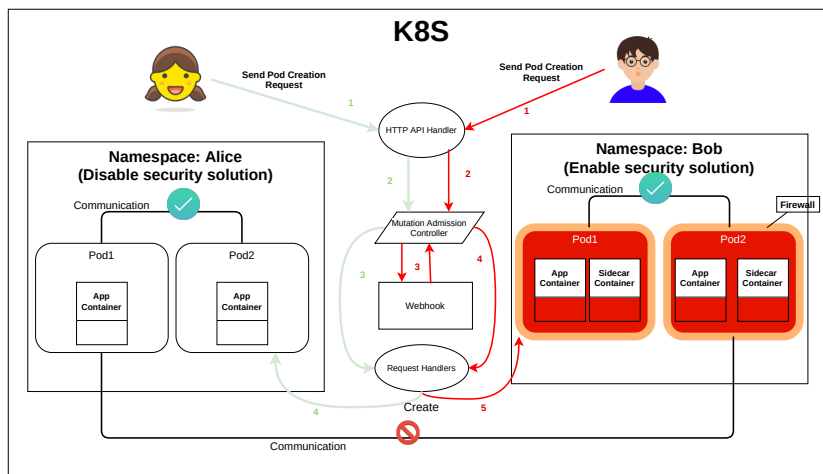 K8S
Send Pod Creation
Request
Send Pod Creation
Request
1
1
HTTP API Handler
Namespace: Alice
(Disable security solution)
Namespace: Bob
(Enable security solution)
2
2
Communication
Communication
Firewall
Mutation Admission
Controller
Pod1
Pod2
Pod1
Pod2
3
3
4
App
Container
App
Container
Webhook
App
Container
Sidecar
Container
App
Container
Sidecar
Container
Request Handlers
4
Create
5
Communication